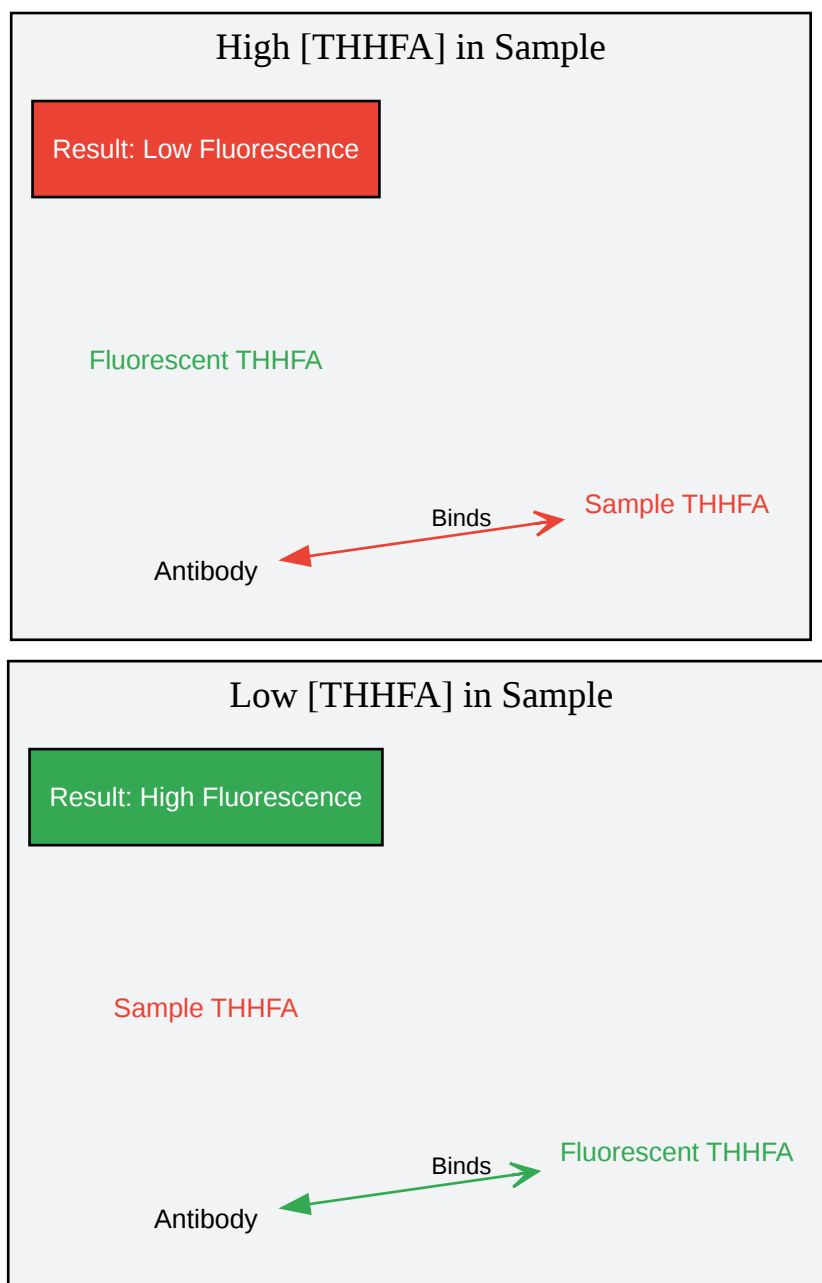 High [THHFA] in Sample
Result: Low Fluorescence
Fluorescent THHFA
Sample THHFA
Binds
Antibody
Low [THHFA] in Sample
Result: High Fluorescence
Sample THHFA
Fluorescent THHFA
Binds
Antibody